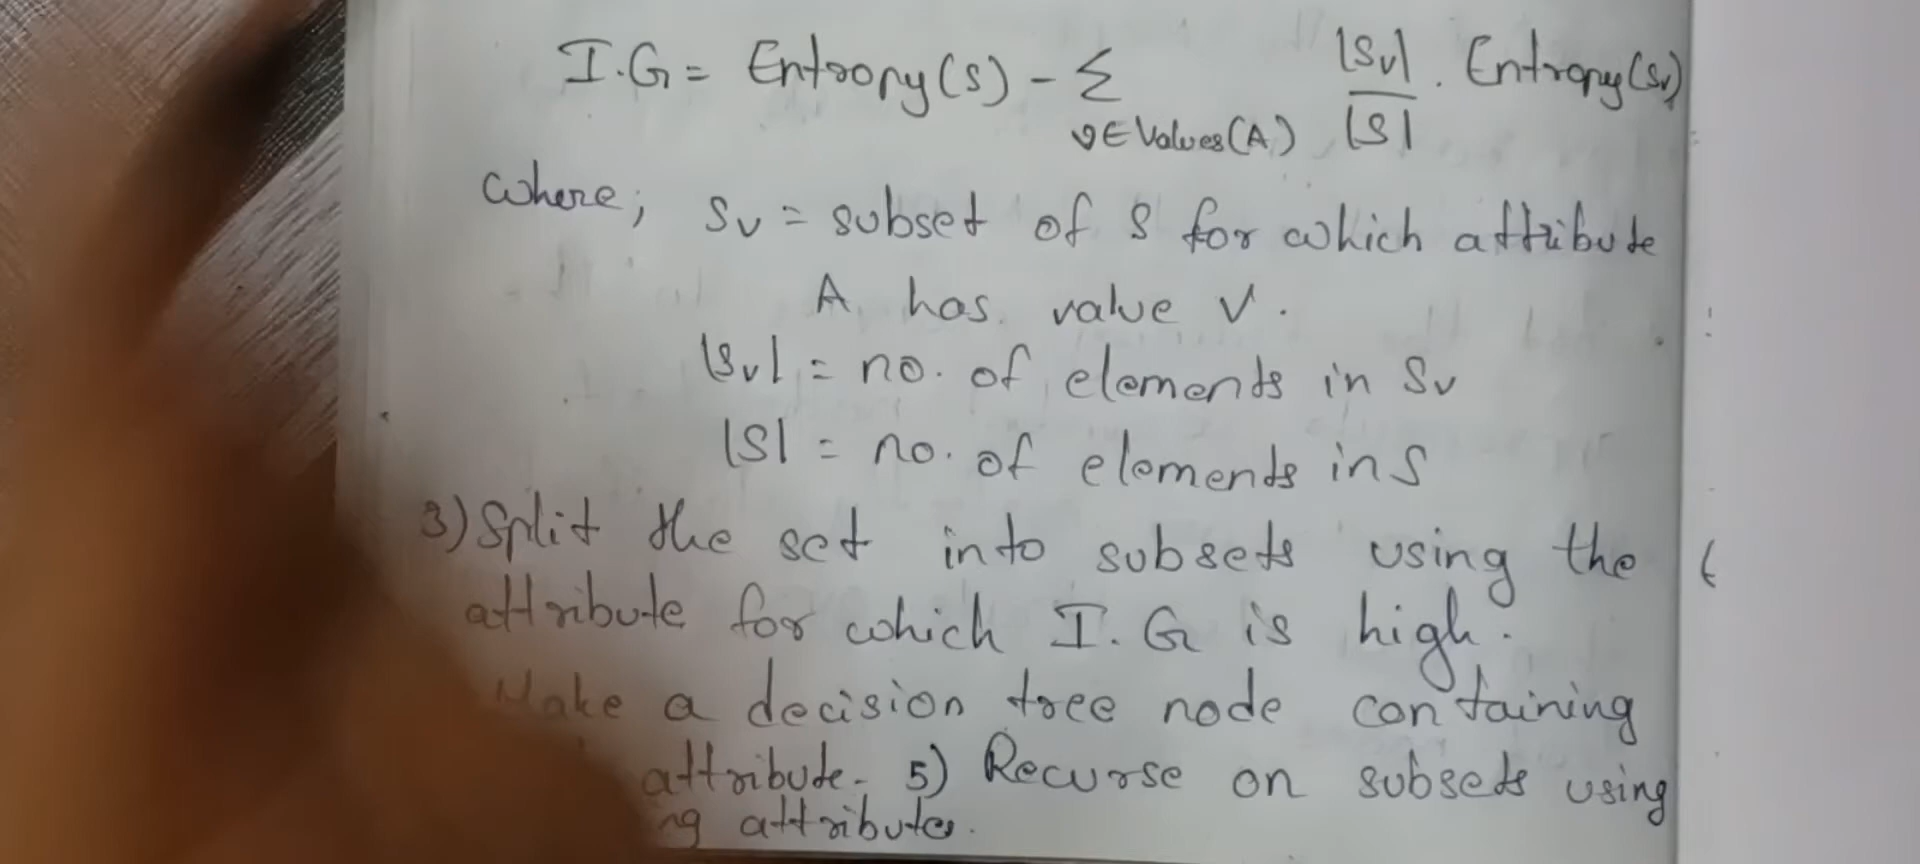 I.G = Entropy(S) - Σ v∈Values(A) |Sv|/|S| . Entropy(Sv)
where; Sv = subset of S for which attribute
A has value V.
|Sv| = no. of elements in Sv
|S| = no. of elements in S
3) Split the set into subsets using the
attribute for which I.G is high.
Make a decision tree node containing
attribute. 5) Recurse on subsets using
attributes.